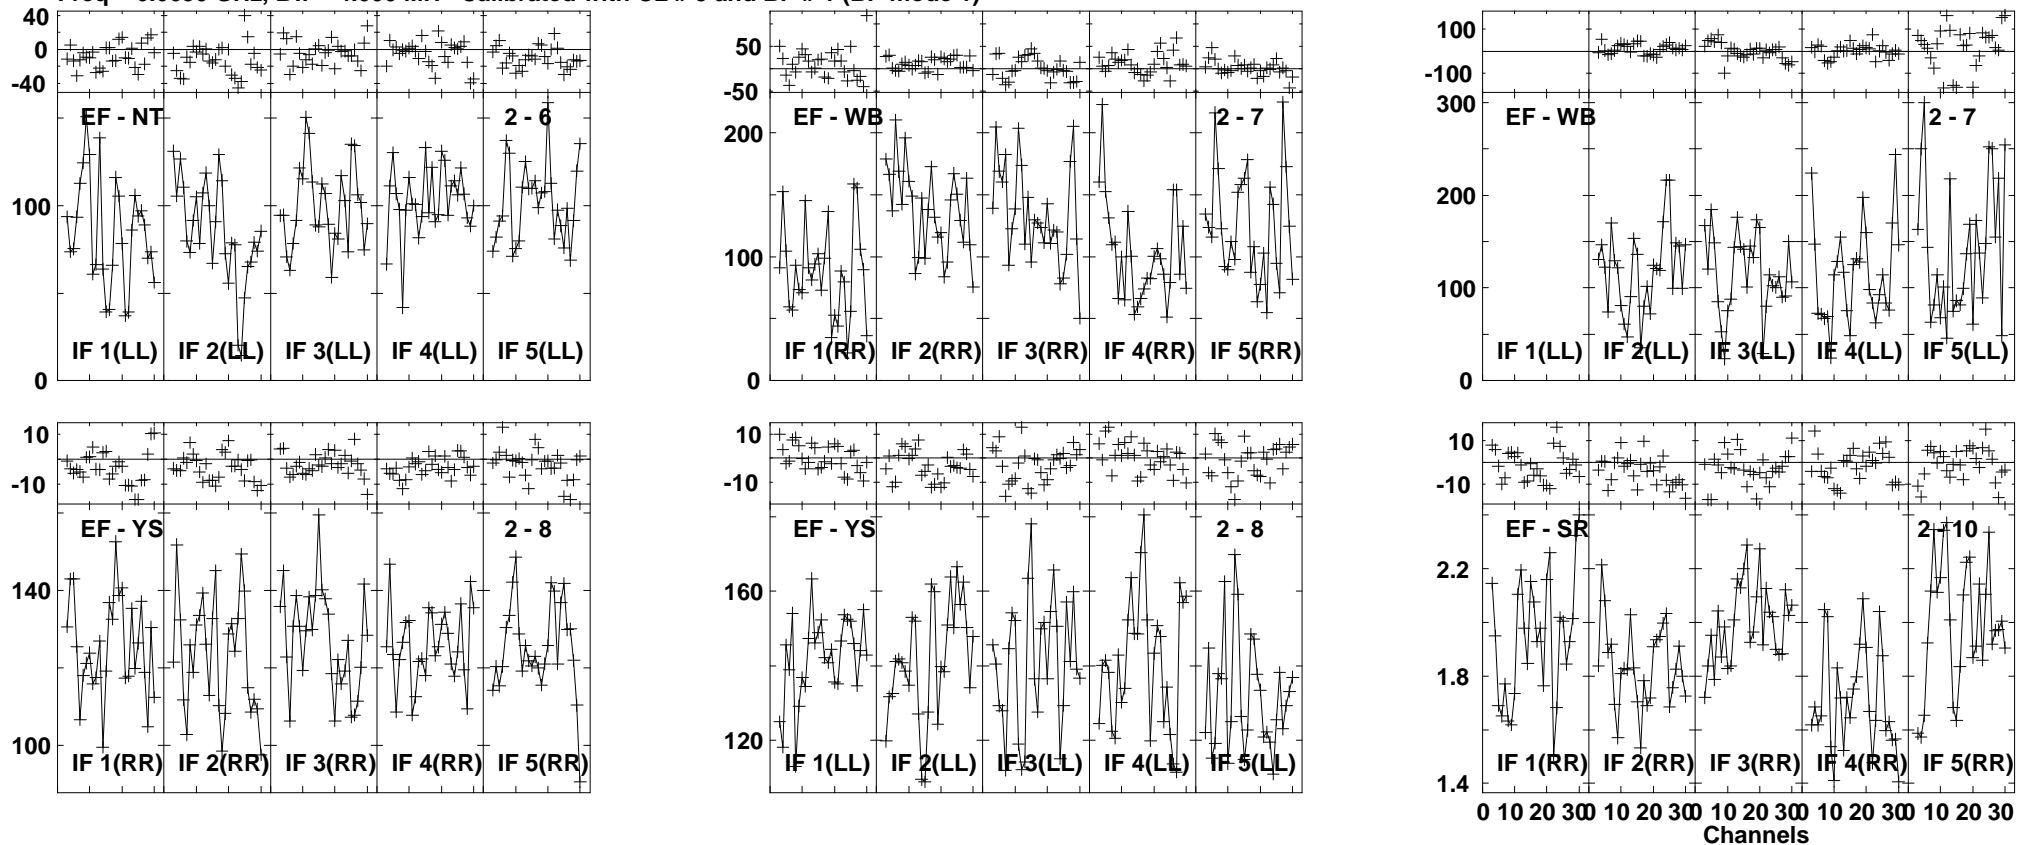 40
0
-40
EF - NT
2 - 6
100
0
IF 1(LL) IF 2(LL) IF 3(LL) IF 4(LL) IF 5(LL)
50
-50
EF - WB
2 - 7
200
100
0
IF 1(RR) IF 2(RR) IF 3(RR) IF 4(RR) IF 5(RR)
100
-100
EF - WB
2 - 7
300
200
100
0
IF 1(LL) IF 2(LL) IF 3(LL) IF 4(LL) IF 5(LL)
10
-10
EF - YS
2 - 8
140
100
IF 1(RR) IF 2(RR) IF 3(RR) IF 4(RR) IF 5(RR)
10
-10
EF - YS
2 - 8
160
120
IF 1(LL) IF 2(LL) IF 3(LL) IF 4(LL) IF 5(LL)
10
-10
EF - SR
2 - 10
2.2
1.8
1.4
IF 1(RR) IF 2(RR) IF 3(RR) IF 4(RR) IF 5(RR)
0 10 20 30 0 10 20 30 0 10 20 30 0 10 20 30 0 10 20 30
Channels